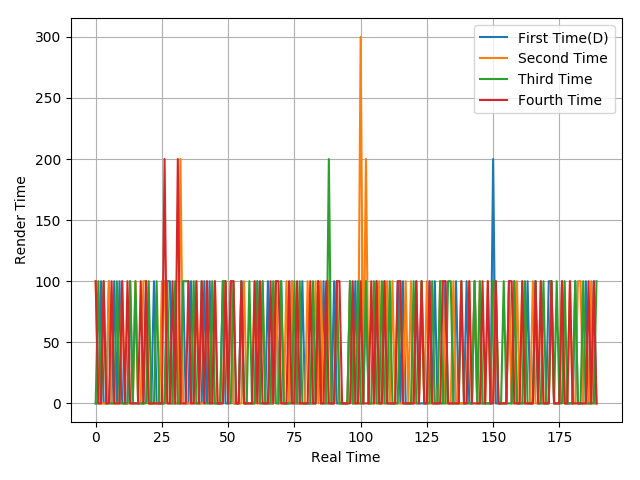 First Time(D)
Second Time
Third Time
Fourth Time
300
250
200
150
100
50
0
Render Time
0 25 50 75 100 125 150 175
Real Time